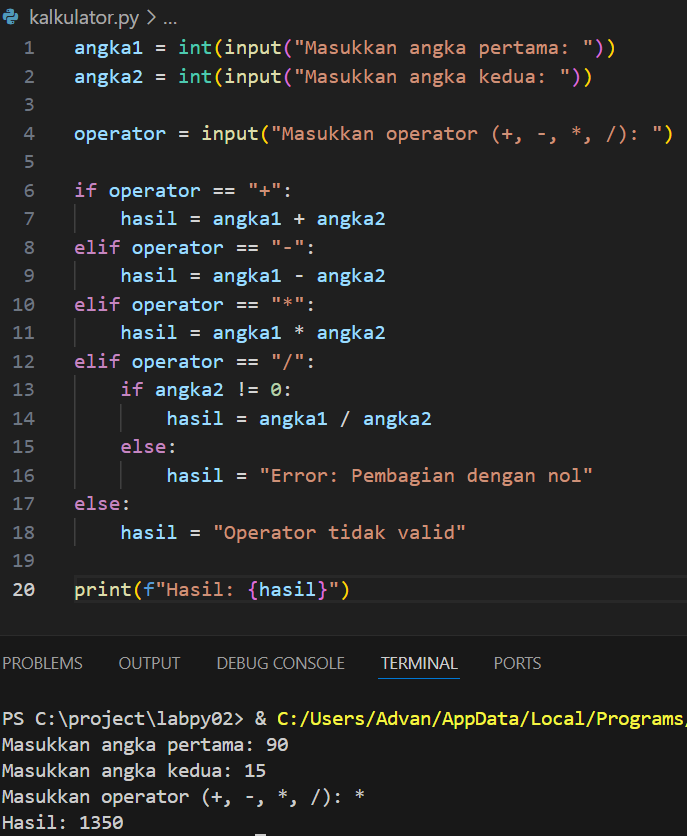 kalkulator.py > ...
1 angka1 = int(input("Masukkan angka pertama: "))
2 angka2 = int(input("Masukkan angka kedua: "))
3
4 operator = input("Masukkan operator (+, -, *, /): ")
5
6 if operator == "+":
7     hasil = angka1 + angka2
8 elif operator == "-":
9     hasil = angka1 - angka2
10 elif operator == "*":
11     hasil = angka1 * angka2
12 elif operator == "/":
13     if angka2 != 0:
14         hasil = angka1 / angka2
15     else:
16         hasil = "Error: Pembagian dengan nol"
17 else:
18     hasil = "Operator tidak valid"
19
20 print(f"Hasil: {hasil}")
PROBLEMS OUTPUT DEBUG CONSOLE TERMINAL PORTS
PS C:\project\labpy02> & C:/Users/Advan/AppData/Local/Programs/
Masukkan angka pertama: 90
Masukkan angka kedua: 15
Masukkan operator (+, -, *, /): *
Hasil: 1350